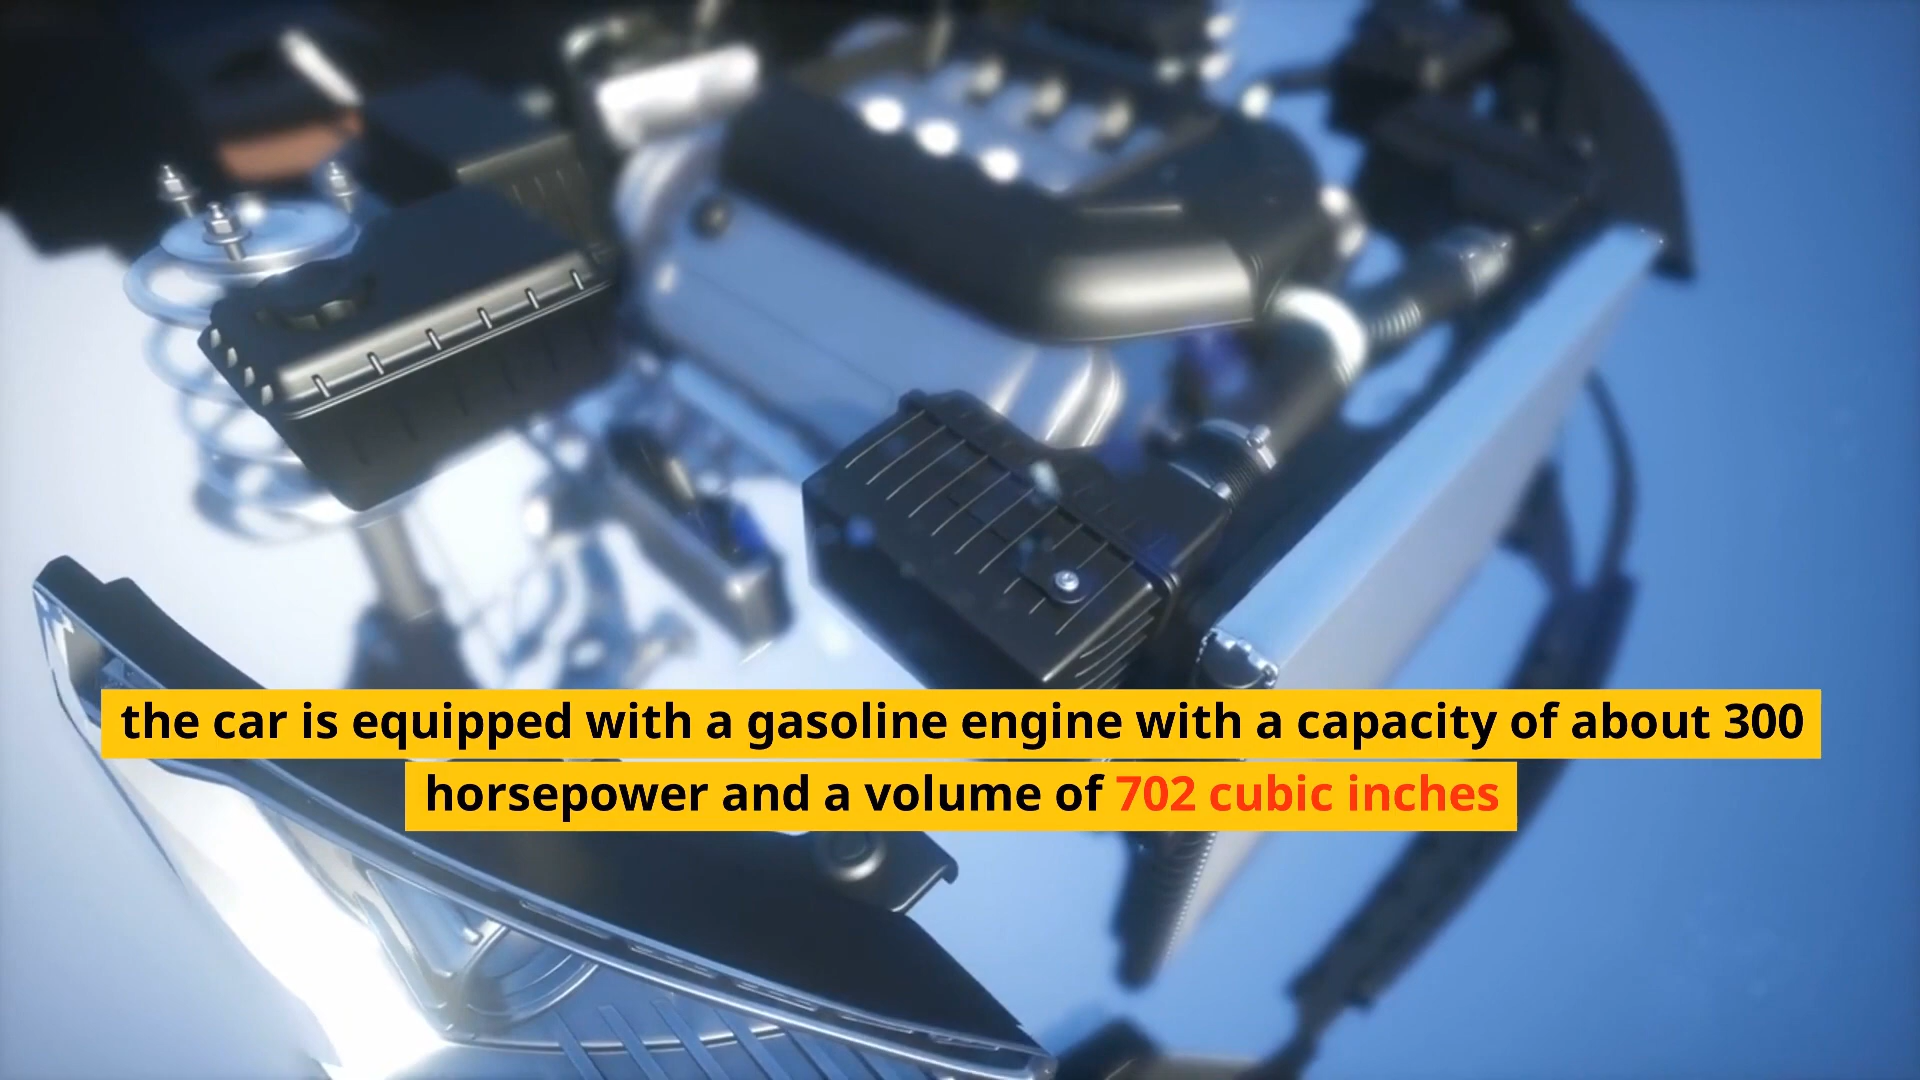 the car is equipped with a gasoline engine with a capacity of about 300
horsepower and a volume of 702 cubic inches